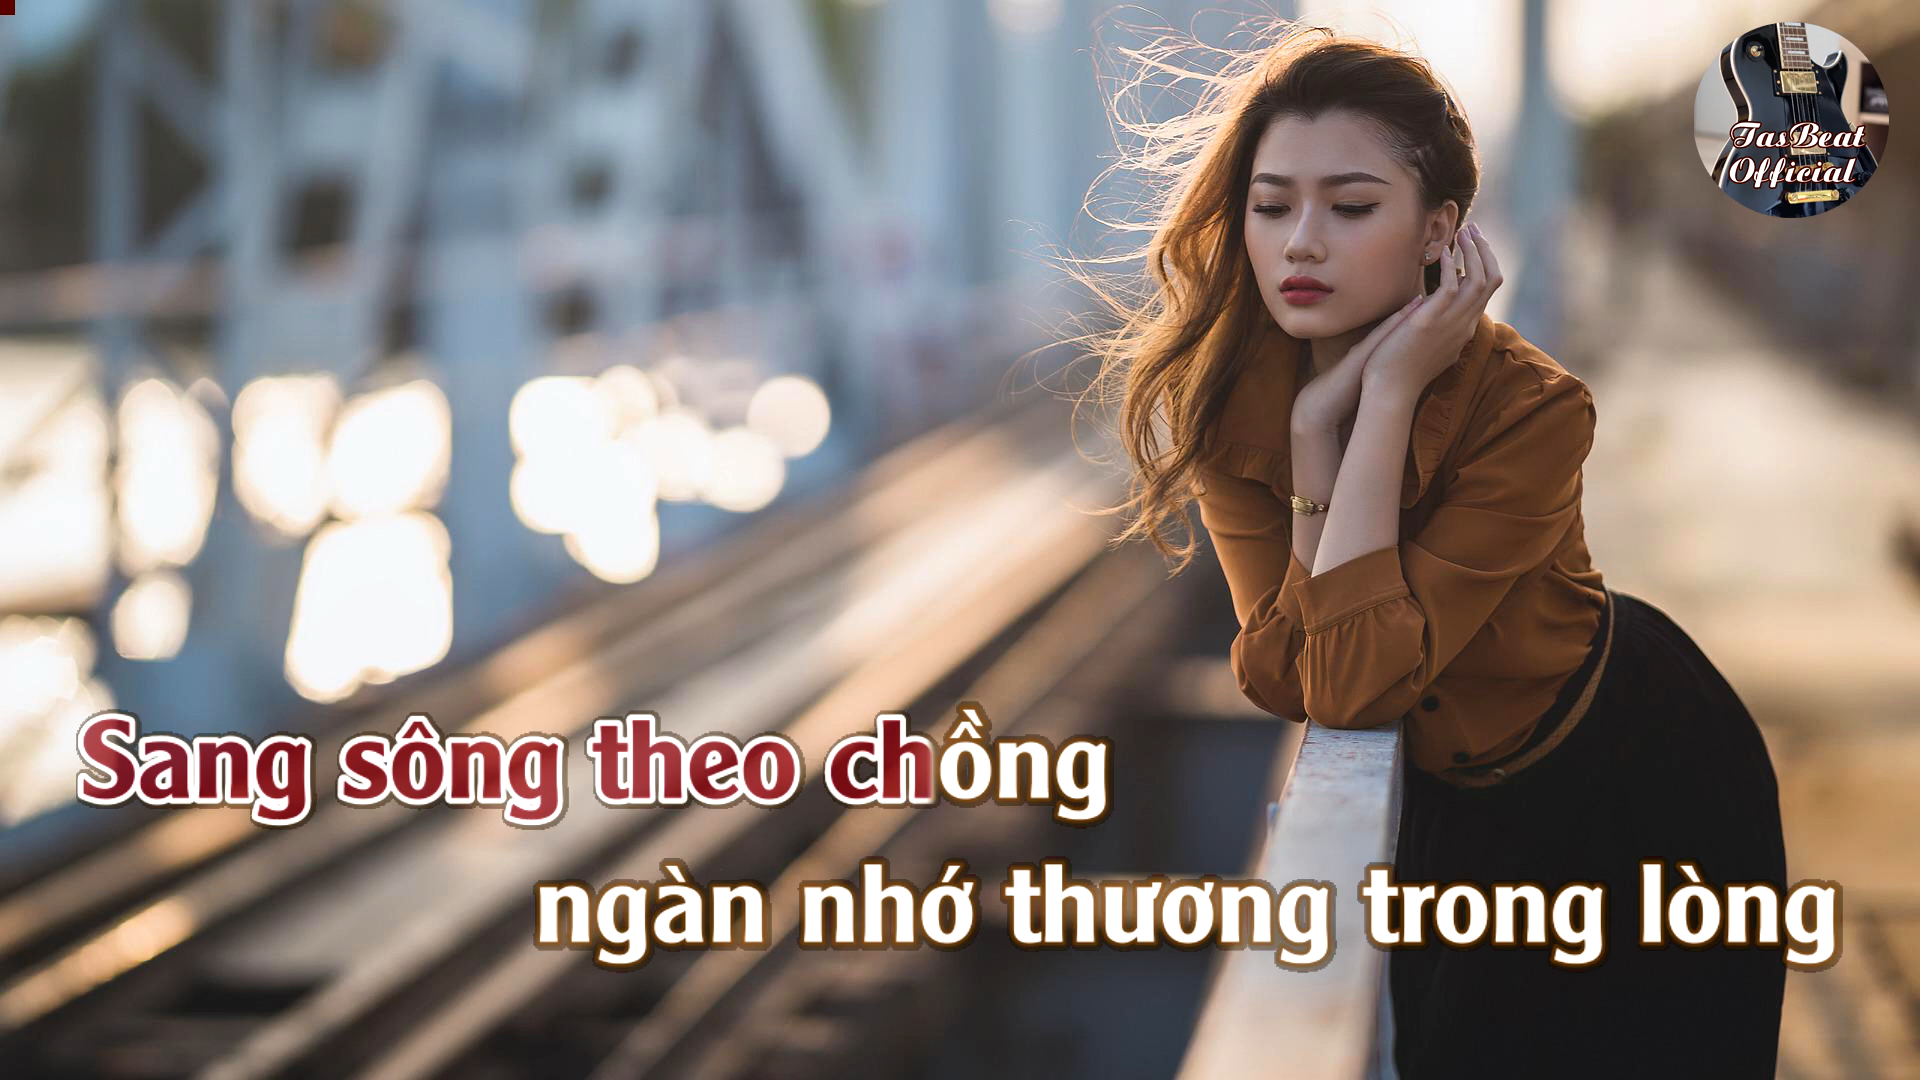 TasBeat
Official
Sang sông theo chồng
ngàn nhớ thương trong lòng